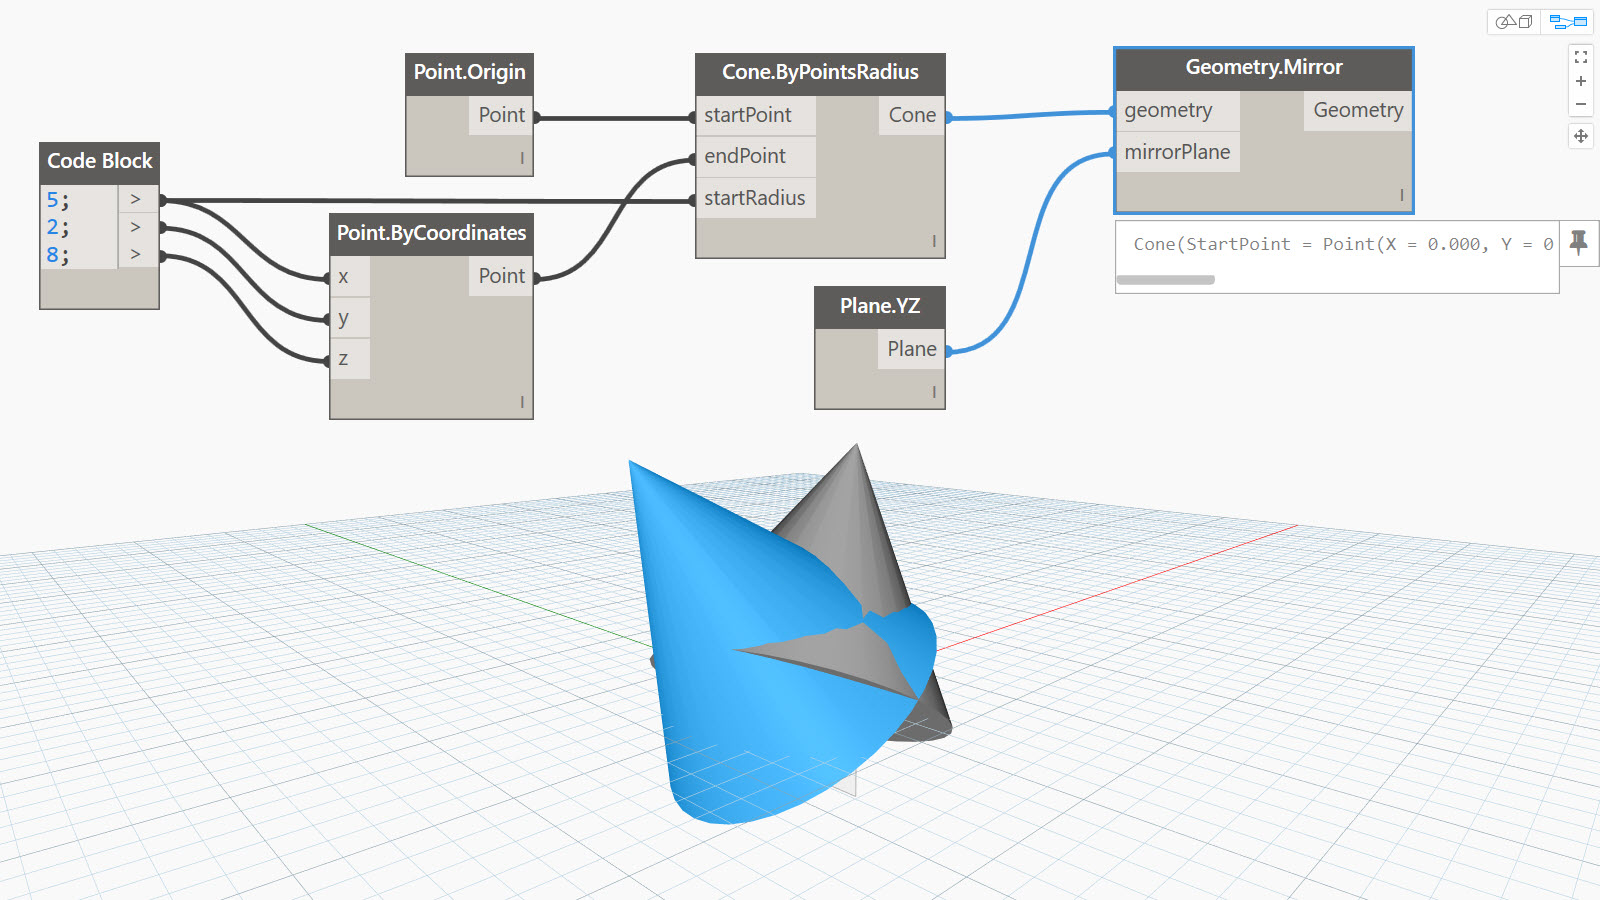 Code Block
5; >
2; >
8; >
Point.Origin
Point
Point.ByCoordinates
x
Point
y
z
Cone.ByPointsRadius
startPoint
Cone
endPoint
startRadius
Plane.YZ
Plane
Geometry.Mirror
geometry
Geometry
mirrorPlane
Cone(StartPoint = Point(X = 0.000, Y = 0